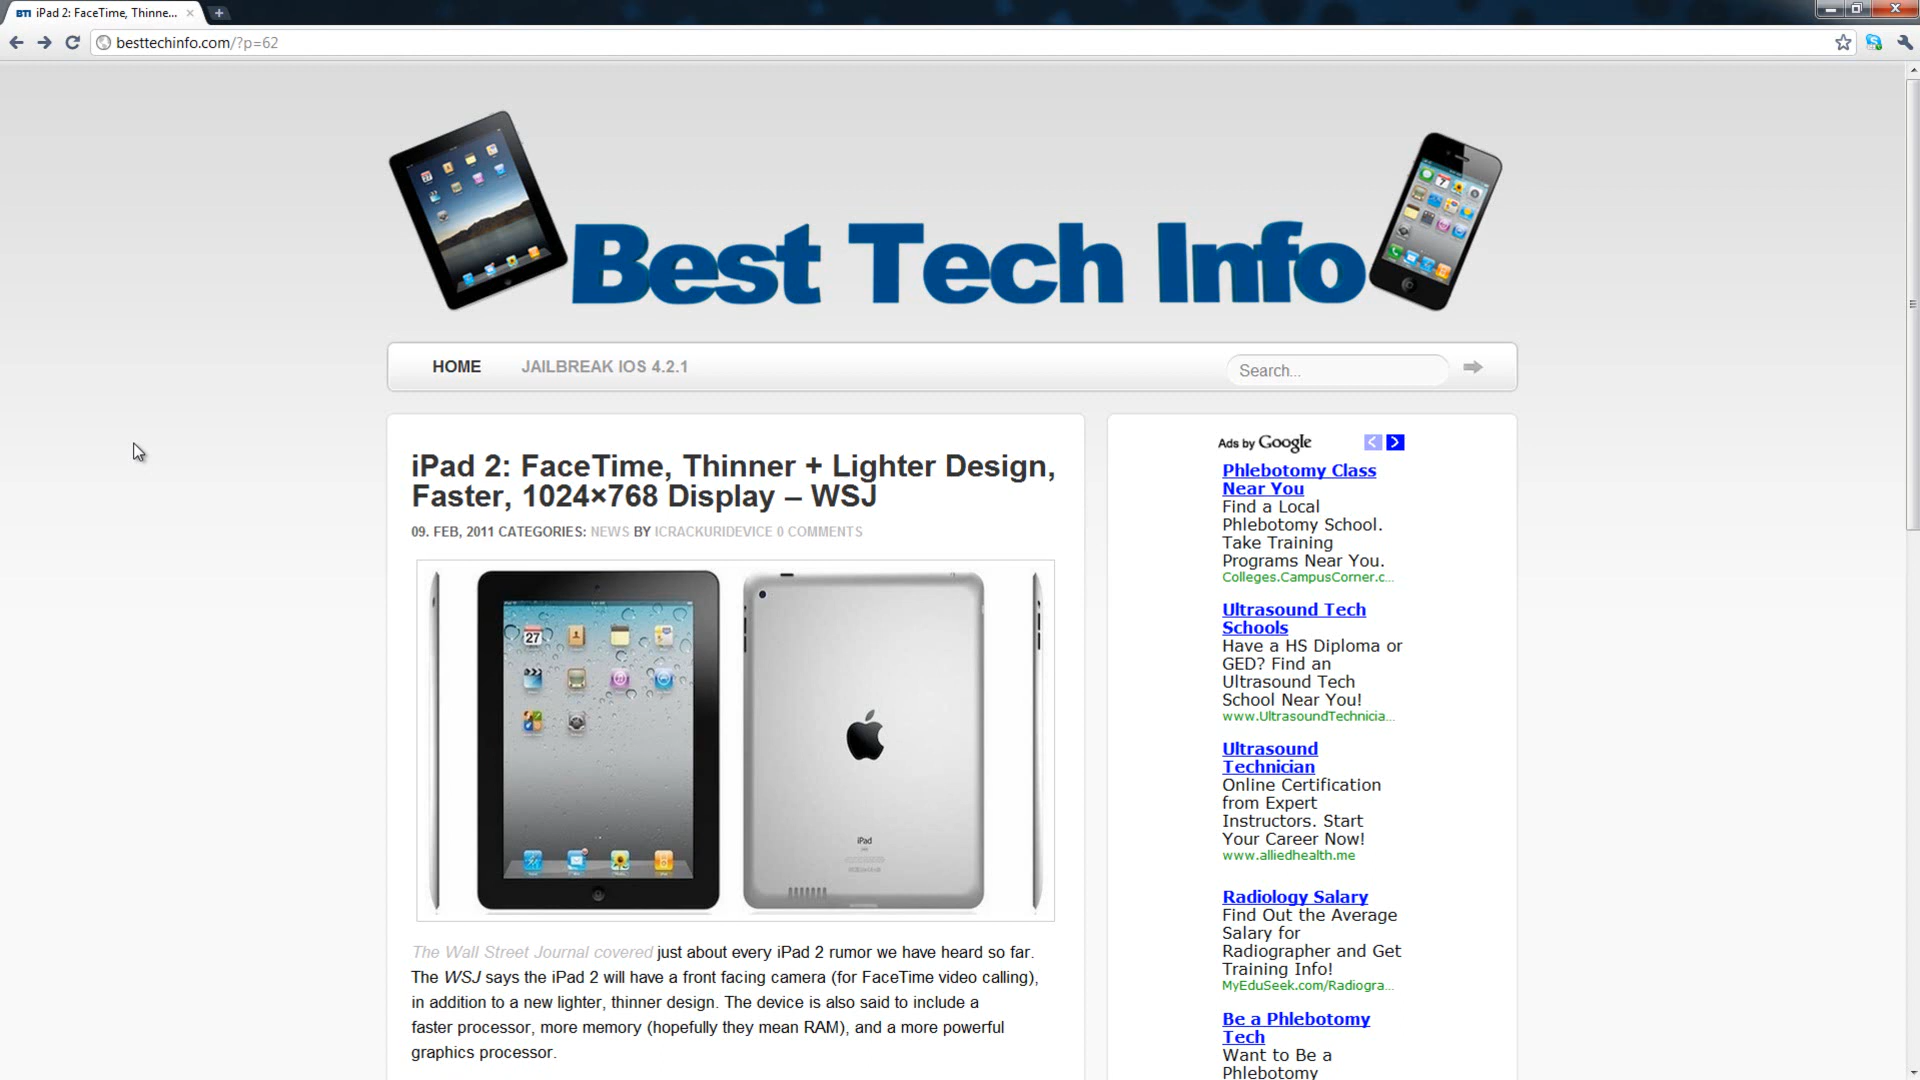 BTI iPad 2: FaceTime, Thinne...
besttechinfo.com/?p=62
Best Tech Info
HOME JAILBREAK IOS 4.2.1 Search...
iPad 2: FaceTime, Thinner + Lighter Design,
Faster, 1024×768 Display – WSJ
09. FEB, 2011 CATEGORIES: NEWS BY ICRACKURIDEVICE 0 COMMENTS
27
iPad
The Wall Street Journal covered just about every iPad 2 rumor we have heard so far.
The WSJ says the iPad 2 will have a front facing camera (for FaceTime video calling),
in addition to a new lighter, thinner design. The device is also said to include a
faster processor, more memory (hopefully they mean RAM), and a more powerful
graphics processor.
Ads by Google
Phlebotomy Class
Near You
Find a Local
Phlebotomy School.
Take Training
Programs Near You.
Colleges.CampusCorner.c...
Ultrasound Tech
Schools
Have a HS Diploma or
GED? Find an
Ultrasound Tech
School Near You!
www.UltrasoundTechnicia...
Ultrasound
Technician
Online Certification
from Expert
Instructors. Start
Your Career Now!
www.alliedhealth.me
Radiology Salary
Find Out the Average
Salary for
Radiographer and Get
Training Info!
MyEduSeek.com/Radiogra...
Be a Phlebotomy
Tech
Want to Be a
Phlebotomy